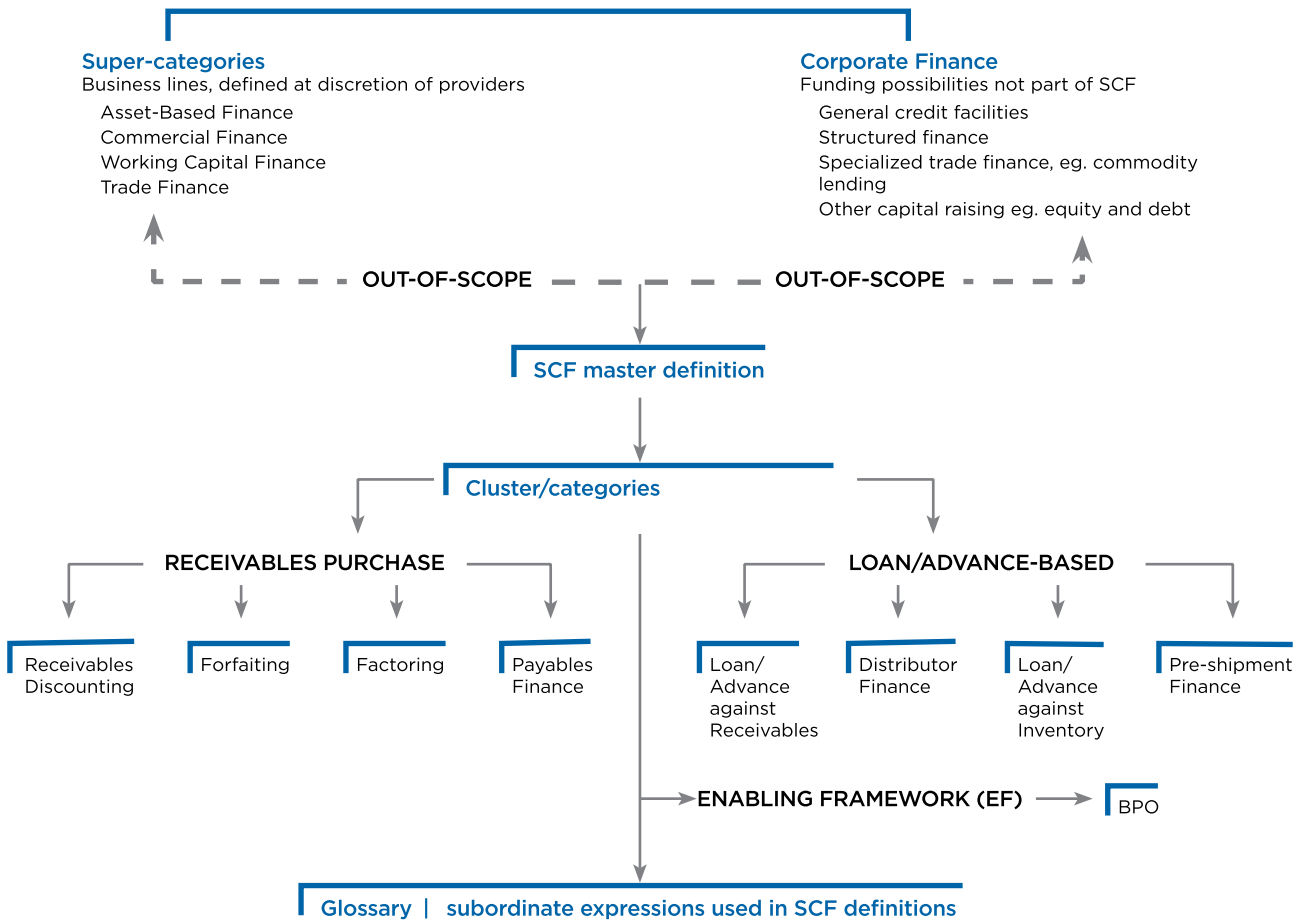 Super-categories
Business lines, defined at discretion of providers
Asset-Based Finance
Commercial Finance
Working Capital Finance
Trade Finance
Corporate Finance
Funding possibilities not part of SCF
General credit facilities
Structured finance
Specialized trade finance, eg. commodity
lending
Other capital raising eg. equity and debt
OUT-OF-SCOPE
OUT-OF-SCOPE
SCF master definition
Cluster/categories
RECEIVABLES PURCHASE
LOAN/ADVANCE-BASED
Receivables
Discounting
Forfaiting
Factoring
Payables
Finance
Loan/
Advance
against
Receivables
Distributor
Finance
Loan/
Advance
against
Inventory
Pre-shipment
Finance
ENABLING FRAMEWORK (EF)
BPO
Glossary | subordinate expressions used in SCF definitions